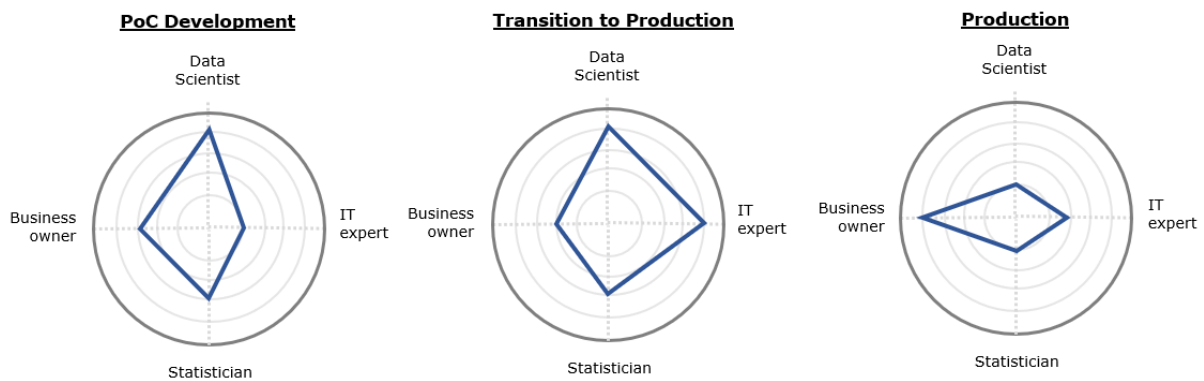 PoC Development
Data
Scientist
Business
owner
IT
expert
Statistician
Transition to Production
Data
Scientist
Business
owner
IT
expert
Statistician
Production
Data
Scientist
Business
owner
IT
expert
Statistician